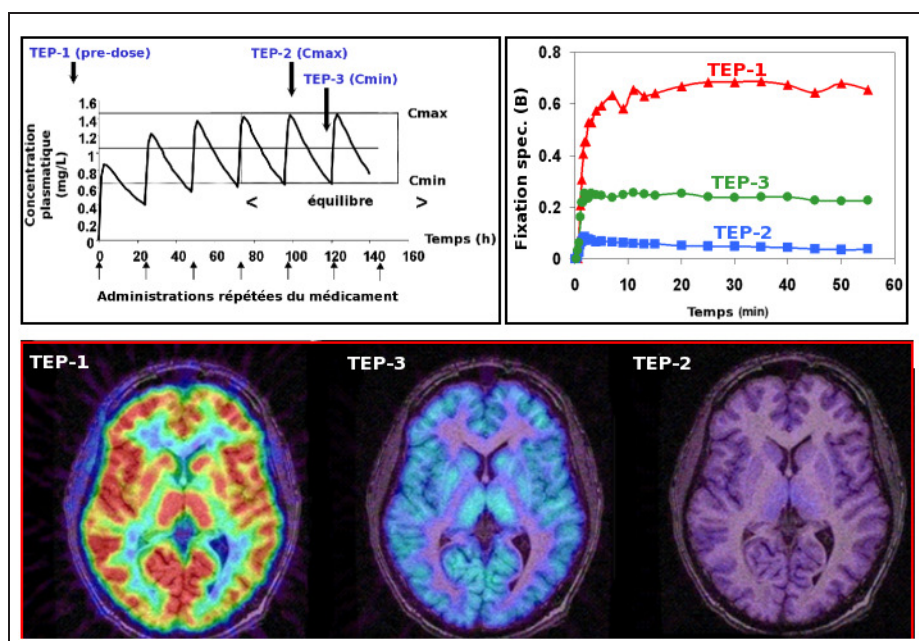 TEP-1 (pre-dose)
TEP-2 (Cmax)
TEP-3 (Cmin)
Concentration
plasmatique
(mg/L)
1.6
1.4
1.2
1
0.8
0.6
0.4
0.2
0
Cmax
Cmin
< équilibre >
Temps (h)
0 20 40 60 80 100 120 140 160
Administrations répétées du médicament
Fixation spec. (B)
0.8
0.6
0.4
0.2
0
TEP-1
TEP-3
TEP-2
0 10 20 30 40 50 60
Temps (min)
TEP-1
TEP-3
TEP-2